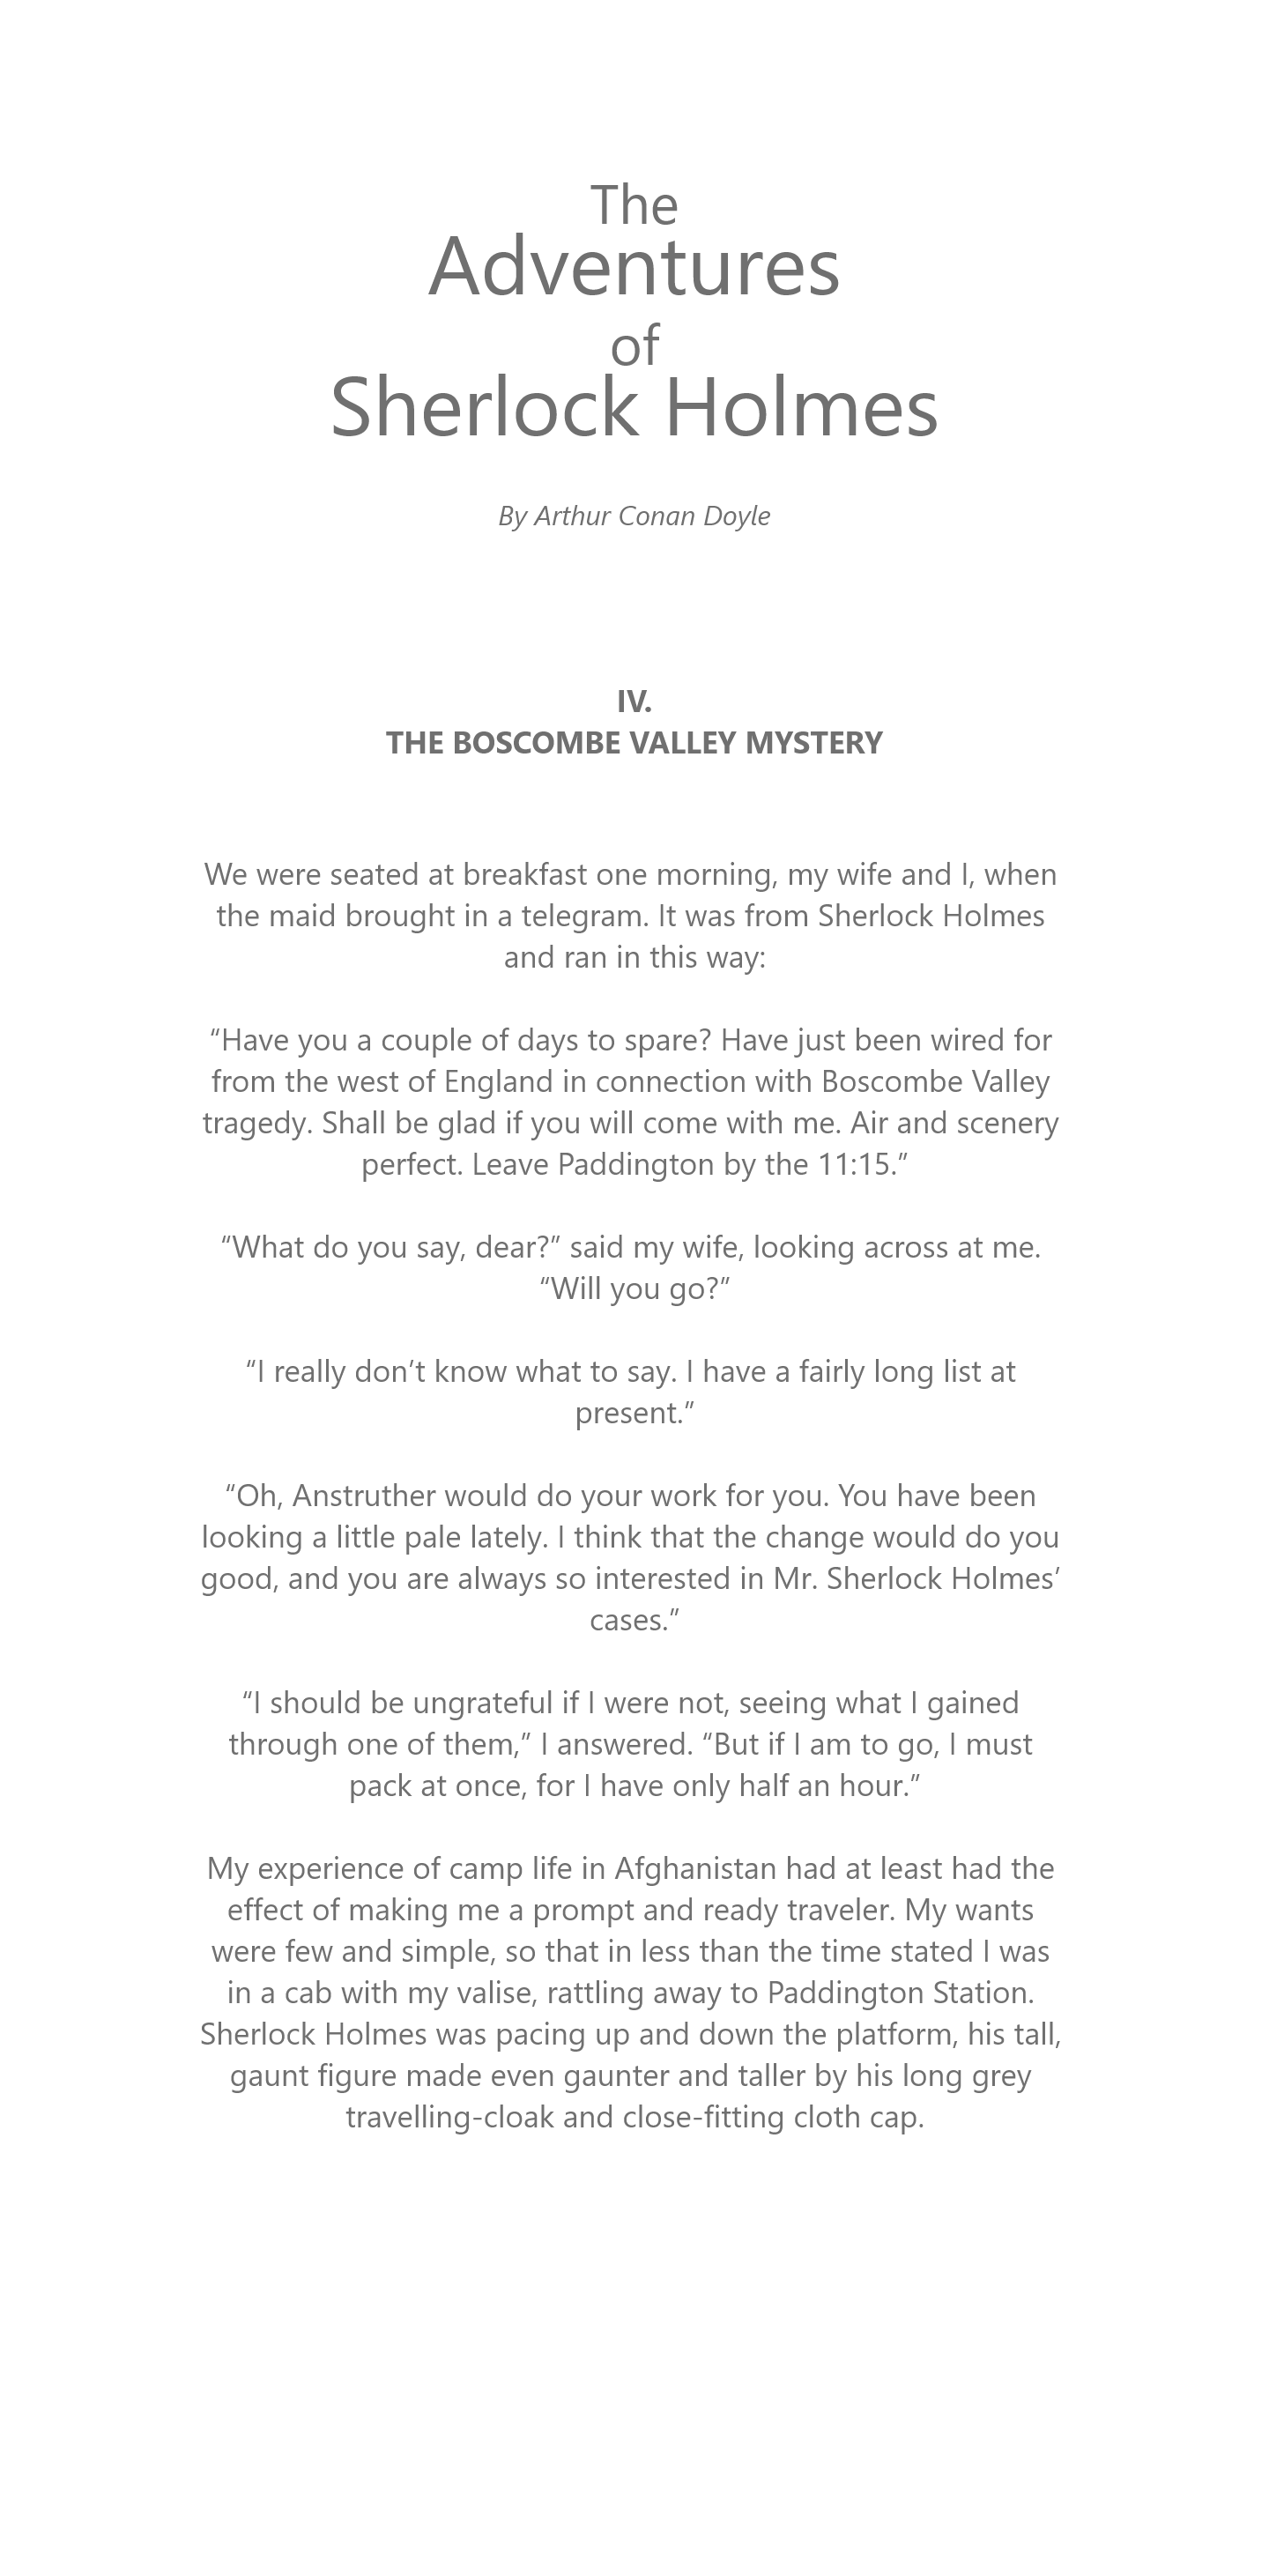 The
Adventures
of
Sherlock Holmes
By Arthur Conan Doyle
IV.
THE BOSCOMBE VALLEY MYSTERY
We were seated at breakfast one morning, my wife and I, when
the maid brought in a telegram. It was from Sherlock Holmes
and ran in this way:
“Have you a couple of days to spare? Have just been wired for
from the west of England in connection with Boscombe Valley
tragedy. Shall be glad if you will come with me. Air and scenery
perfect. Leave Paddington by the 11:15.”
“What do you say, dear?” said my wife, looking across at me.
“Will you go?”
“I really don’t know what to say. I have a fairly long list at
present.”
“Oh, Anstruther would do your work for you. You have been
looking a little pale lately. I think that the change would do you
good, and you are always so interested in Mr. Sherlock Holmes’
cases.”
“I should be ungrateful if I were not, seeing what I gained
through one of them,” I answered. “But if I am to go, I must
pack at once, for I have only half an hour.”
My experience of camp life in Afghanistan had at least had the
effect of making me a prompt and ready traveler. My wants
were few and simple, so that in less than the time stated I was
in a cab with my valise, rattling away to Paddington Station.
Sherlock Holmes was pacing up and down the platform, his tall,
gaunt figure made even gaunter and taller by his long grey
travelling-cloak and close-fitting cloth cap.